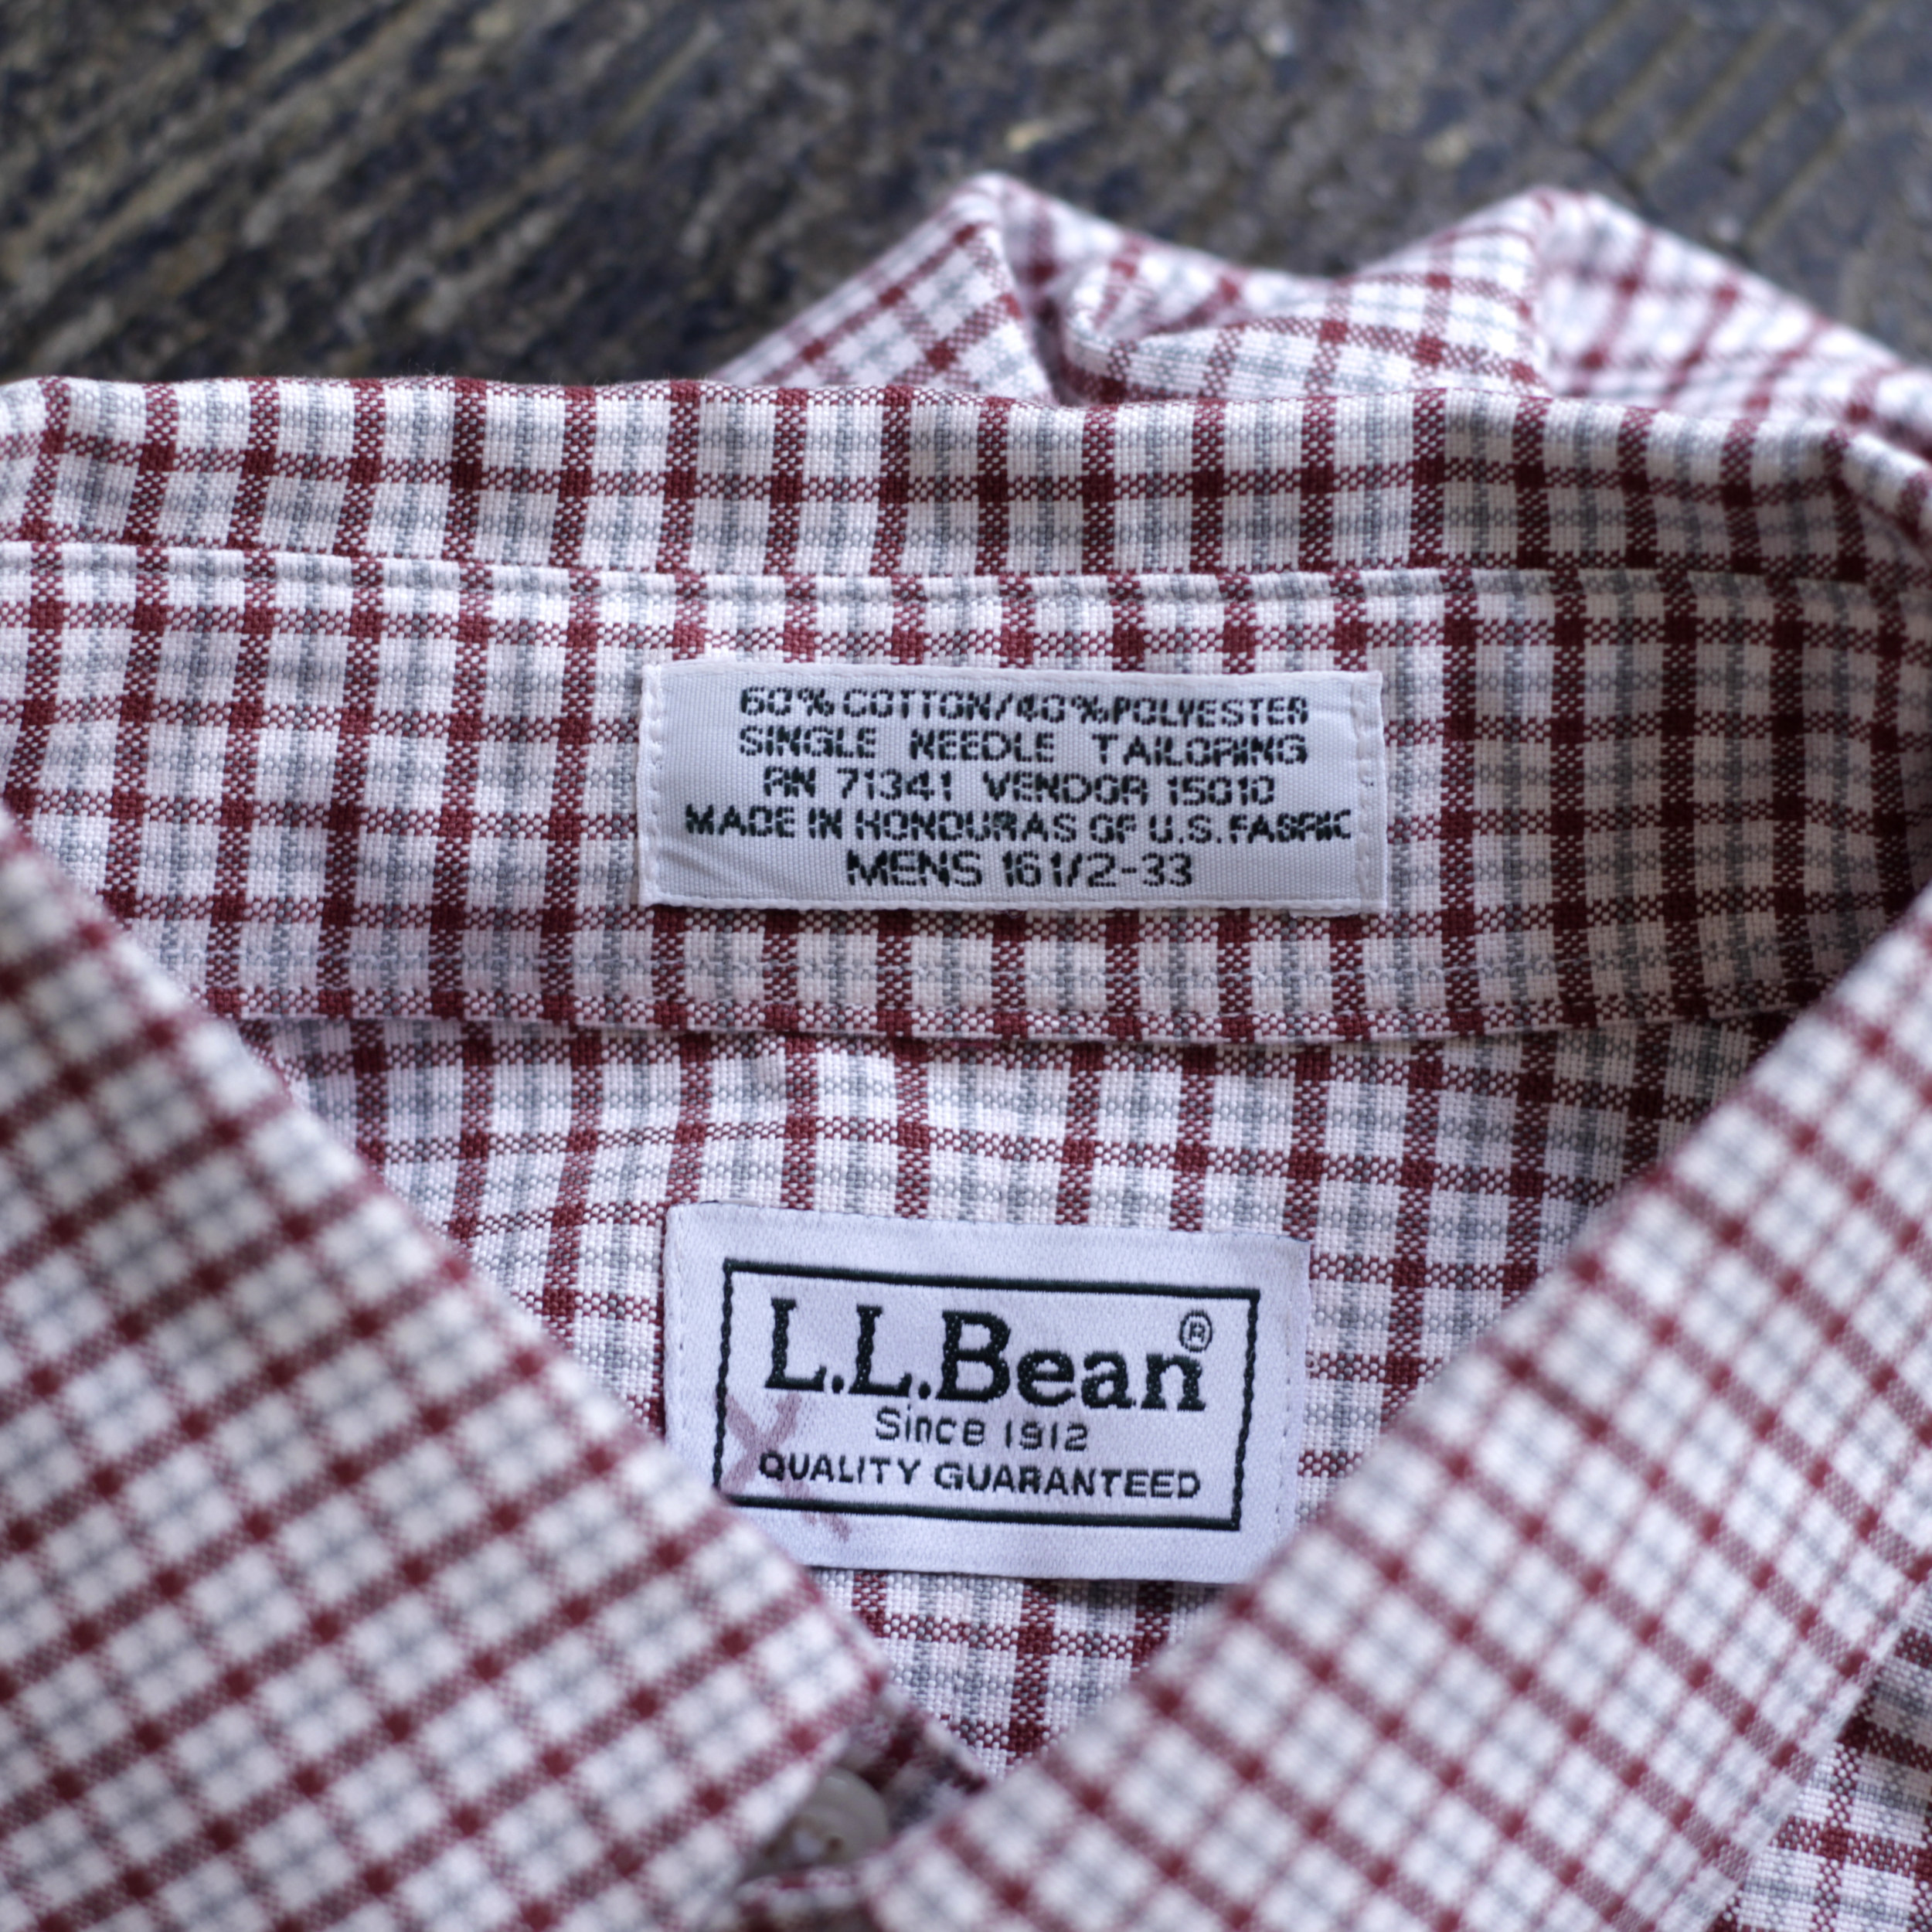 60% COTTON/40% POLYESTER
SINGLE NEEDLE TAILORING
RN 71341 VENDOR 15010
MADE IN HONDURAS OF U.S. FABRIC
MENS 16 1/2-33
L.L.Bean®
Since 1912
QUALITY GUARANTEED